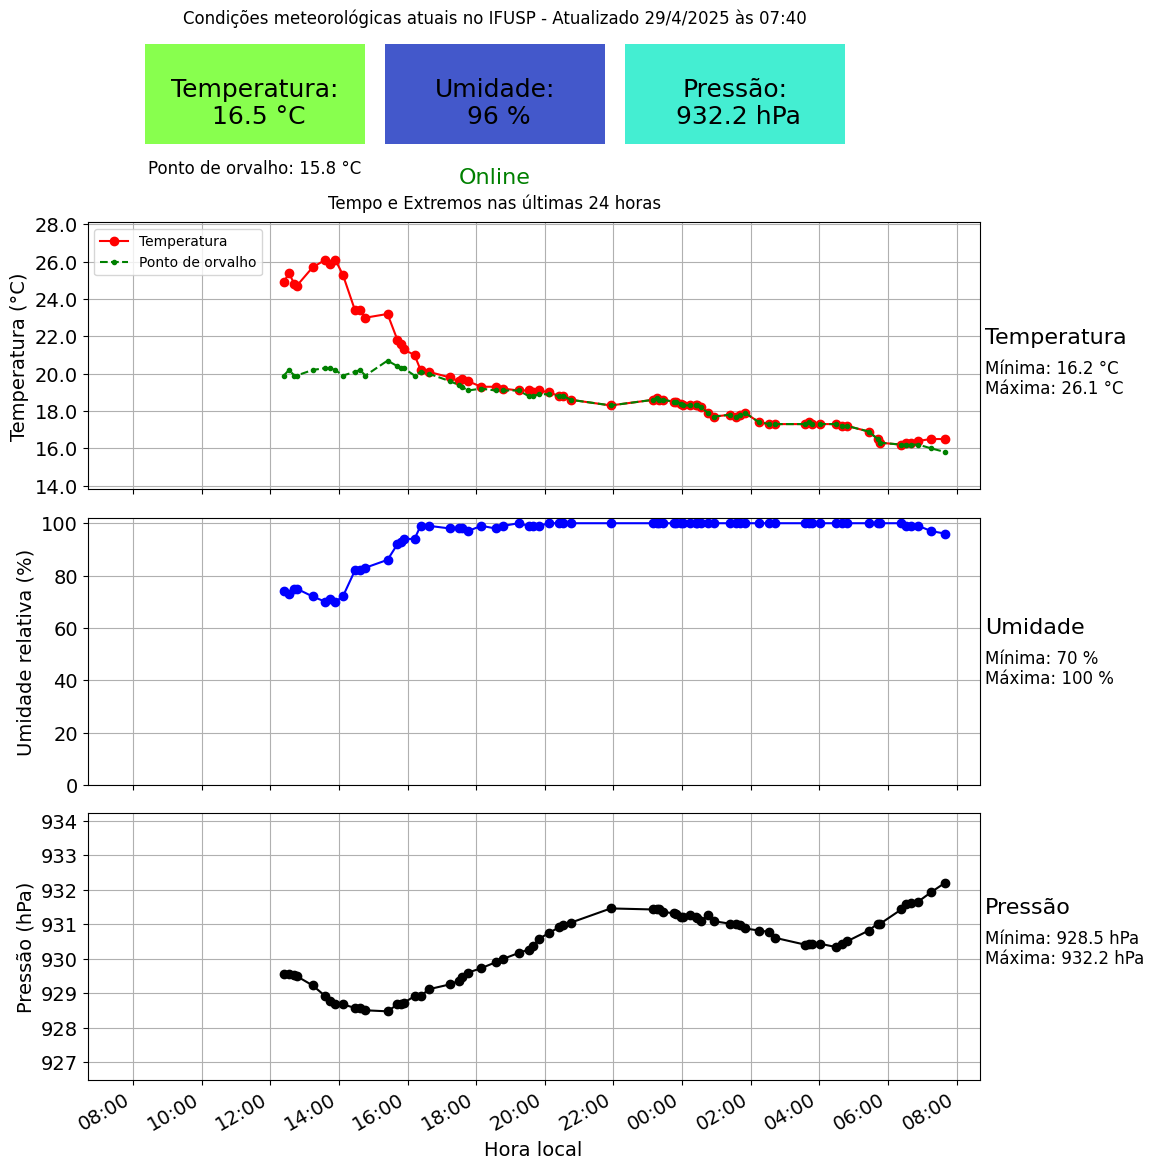 Condições meteorológicas atuais no IFUSP - Atualizado 29/4/2025 às 07:40
Temperatura:
16.5 °C
Umidade:
96 %
Pressão:
932.2 hPa
Ponto de orvalho: 15.8 °C
Online
Tempo e Extremos nas últimas 24 horas
Temperatura (°C)
28.0
26.0
24.0
22.0
20.0
18.0
16.0
14.0
Temperatura
Ponto de orvalho
Temperatura
Mínima: 16.2 °C
Máxima: 26.1 °C
Umidade relativa (%)
100
80
60
40
20
0
Umidade
Mínima: 70 %
Máxima: 100 %
Pressão (hPa)
934
933
932
931
930
929
928
927
Pressão
Mínima: 928.5 hPa
Máxima: 932.2 hPa
08:00
10:00
12:00
14:00
16:00
18:00
20:00
22:00
00:00
02:00
04:00
06:00
08:00
Hora local